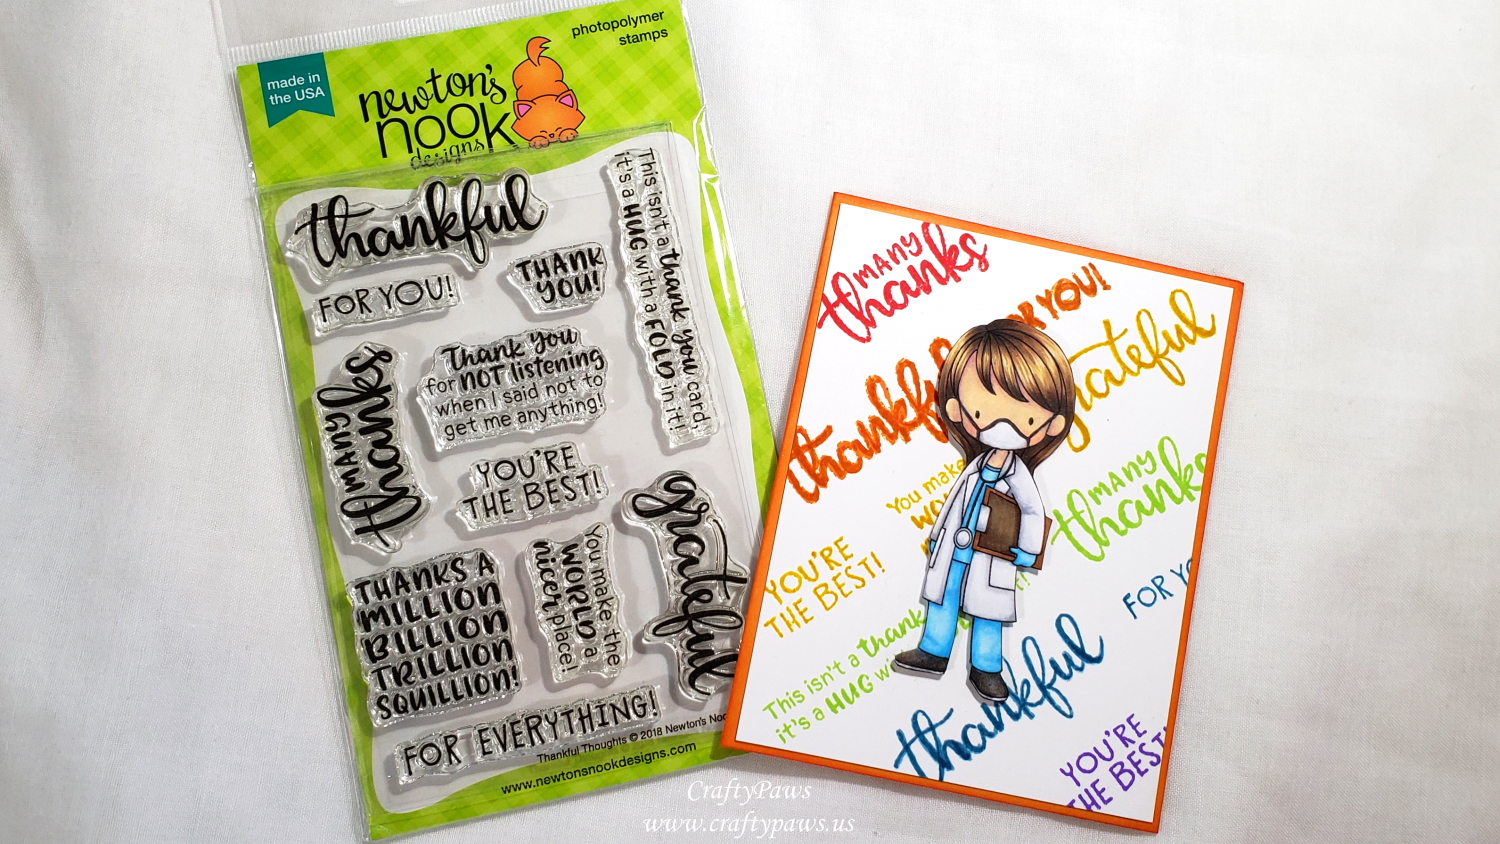 made in
the USA
newton's
nook
designs
photopolymer
stamps
thankful
FOR YOU!
THANK
YOU!
This isn't a thank you card,
it's a HUG with a FOLD in it!
many
thanks
Thank you
for NOT listening
when I said not to
get me anything!
YOU'RE
THE BEST!
grateful
THANKS A
MILLION
BILLION
TRILLION
SQUILLION!
You make the
WORLD a
nicer place!
FOR EVERYTHING!
Thankful Thoughts © 2018 Newton's Noo
www.newtonsnookdesigns.com
many
thanks
FOR YOU!
thankful
grateful
You make
WO
many
thanks
YOU'RE
THE BEST!
FOR YO
This isn't a thank
it's a HUG wi
thankful
YOU'RE
THE BEST!
CraftyPaws
www.craftypaws.us